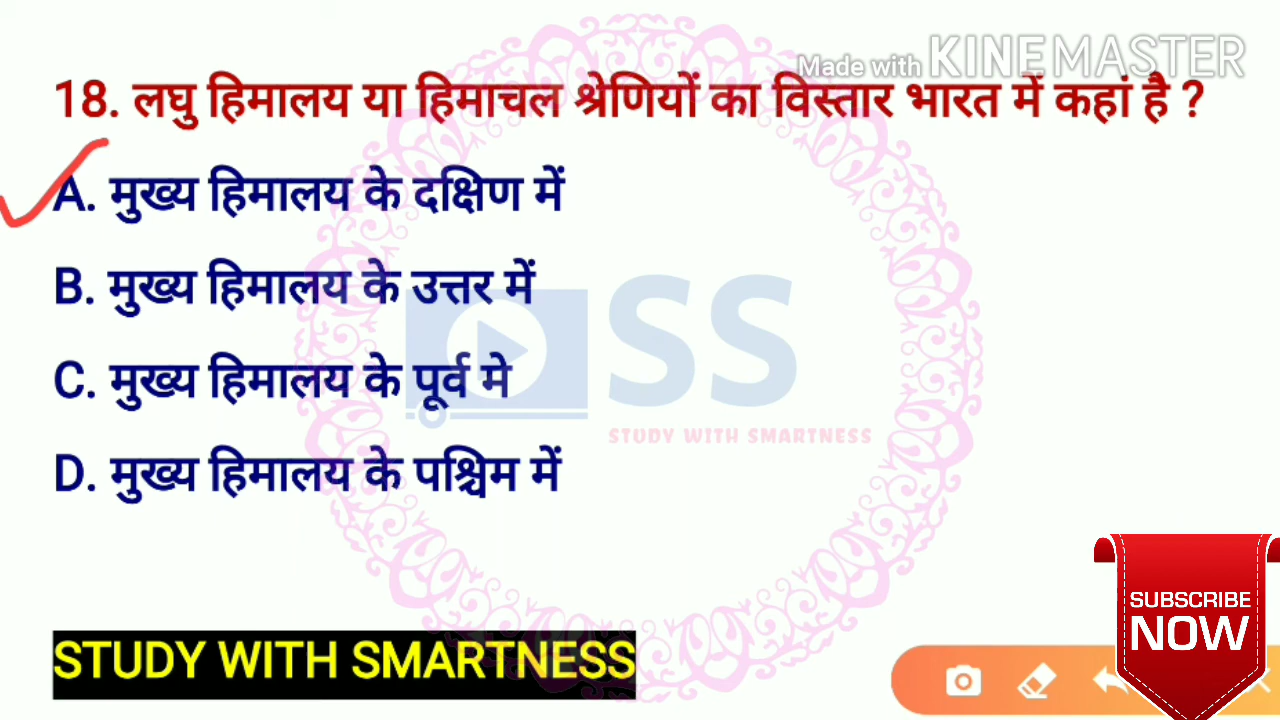 Made with KINEMASTER
18. लघु हिमालय या हिमाचल श्रेणियों का विस्तार भारत में कहां है ?
A. मुख्य हिमालय के दक्षिण में
B. मुख्य हिमालय के उत्तर में
C. मुख्य हिमालय के पूर्व मे
D. मुख्य हिमालय के पश्चिम में
SS
STUDY WITH SMARTNESS
STUDY WITH SMARTNESS
SUBSCRIBE
NOW